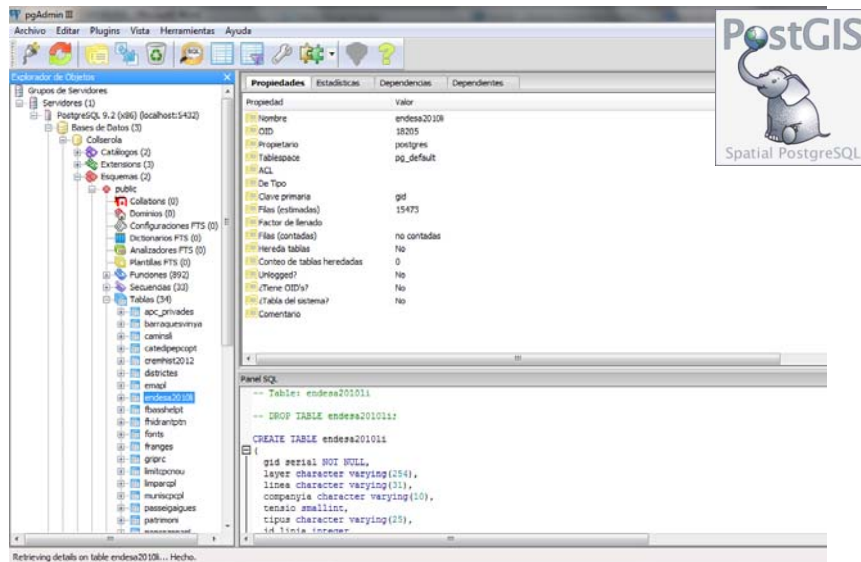 pgAdmin III
Archivo Editar Plugins Vista Herramientas Ayuda
Explorador de Objetos
Grupos de Servidores
Servidores (1)
PostgreSQL 9.2 (x86) (localhost:5432)
Bases de Datos (3)
Collserola
Catálogos (2)
Extensions (3)
Esquemas (2)
public
Collations (0)
Dominios (0)
Configuraciones FTS (0)
Dictionarios FTS (0)
Analizadores FTS (0)
Plantillas FTS (0)
Funciones (892)
Secuencias (33)
Tablas (34)
apc_privades
barraquesvinya
caminsli
catedpepcopt
cremhist2012
districtes
emapl
endesa2010li
fbasshelpt
fhidrantptn
fonts
franges
griprc
limitcpcnou
limparcpl
muniscpcpl
passeigaigues
patrimoni
Propiedades Estadísticas Dependencias Dependientes
Propiedad Valor
Nombre endesa2010li
OID 18205
Propietario postgres
Tablespace pg_default
ACL
De Tipo
Clave primaria gid
Filas (estimadas) 15473
Factor de llenado
Filas (contadas) no contadas
Hereda tablas No
Conteo de tablas heredadas 0
Unlogged? No
¿Tiene OID's? No
¿Tabla del sistema? No
Comentario
Panel SQL
-- Table: endesa2010li
-- DROP TABLE endesa2010li;
CREATE TABLE endesa2010li
(
gid serial NOT NULL,
layer character varying(254),
linea character varying(31),
companyia character varying(10),
tensio smallint,
tipus character varying(25),
id_linia integer,
Retrieving details on table endesa2010li... Hecho.
PostGIS
Spatial PostgreSQL